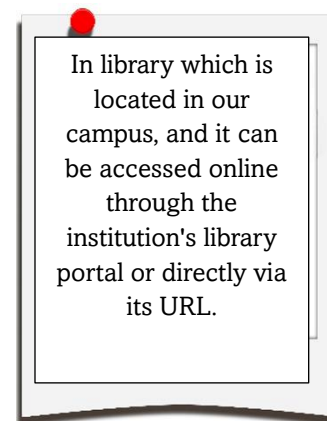 In library which is
located in our
campus, and it can
be accessed online
through the
institution's library
portal or directly via
its URL.